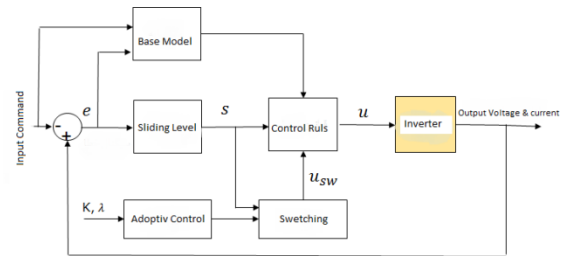 Base Model
Input Command
-
+
e
Sliding Level
s
Control Ruls
u
Inverter
Output Voltage & current
u_sw
K, λ
Adoptiv Control
Swetching